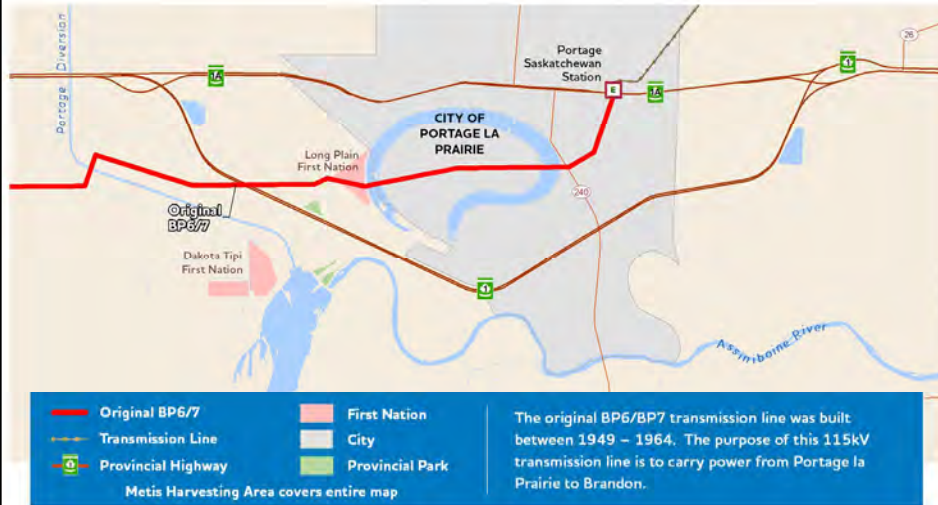 Portage Diversion
1A
Portage
Saskatchewan
Station
E
1A
1
26
CITY OF
PORTAGE LA
PRAIRIE
Long Plain
First Nation
240
Original
BP6/7
Dakota Tipi
First Nation
1
Assiniboine River
Original BP6/7
Transmission Line
Provincial Highway
First Nation
City
Provincial Park
Metis Harvesting Area covers entire map
The original BP6/BP7 transmission line was built
between 1949 – 1964. The purpose of this 115kV
transmission line is to carry power from Portage la
Prairie to Brandon.